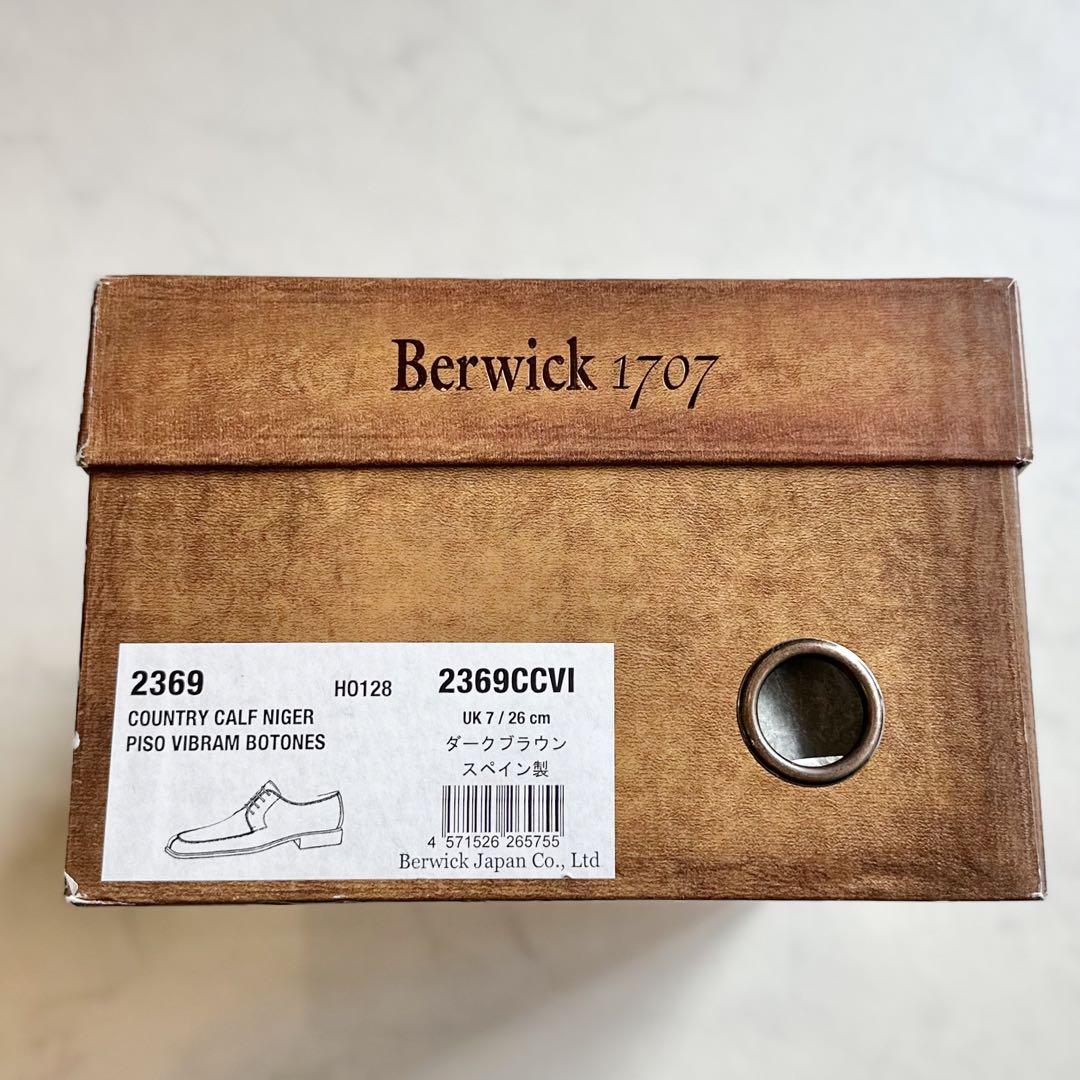 Berwick 1707
2369 HO128 2369CCVI
COUNTRY CALF NIGER
PISO VIBRAM BOTONES
UK 7 / 26 cm
ダークブラウン
スペイン製
4 571526 265755
Berwick Japan Co., Ltd